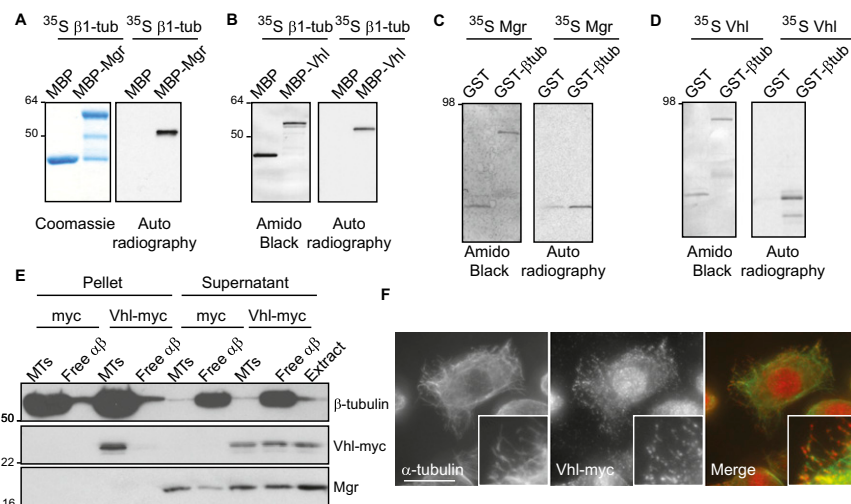 A
³⁵S β1-tub ³⁵S β1-tub
MBP MBP-Mgr MBP MBP-Mgr
64
50
Coomassie Auto
radiography
B
³⁵S β1-tub ³⁵S β1-tub
MBP MBP-Vhl MBP MBP-Vhl
64
50
Amido Auto
Black radiography
C
³⁵S Mgr ³⁵S Mgr
GST GST-βtub GST GST-βtub
98
Amido Auto
Black radiography
D
³⁵S Vhl ³⁵S Vhl
GST GST-βtub GST GST-βtub
98
Amido Auto
Black radiography
E
Pellet Supernatant
myc Vhl-myc myc Vhl-myc
MTs Free αβ MTs Free αβ MTs Free αβ MTs Free αβ Extract
β-tubulin
50
Vhl-myc
22
Mgr
16
F
α-tubulin Vhl-myc Merge